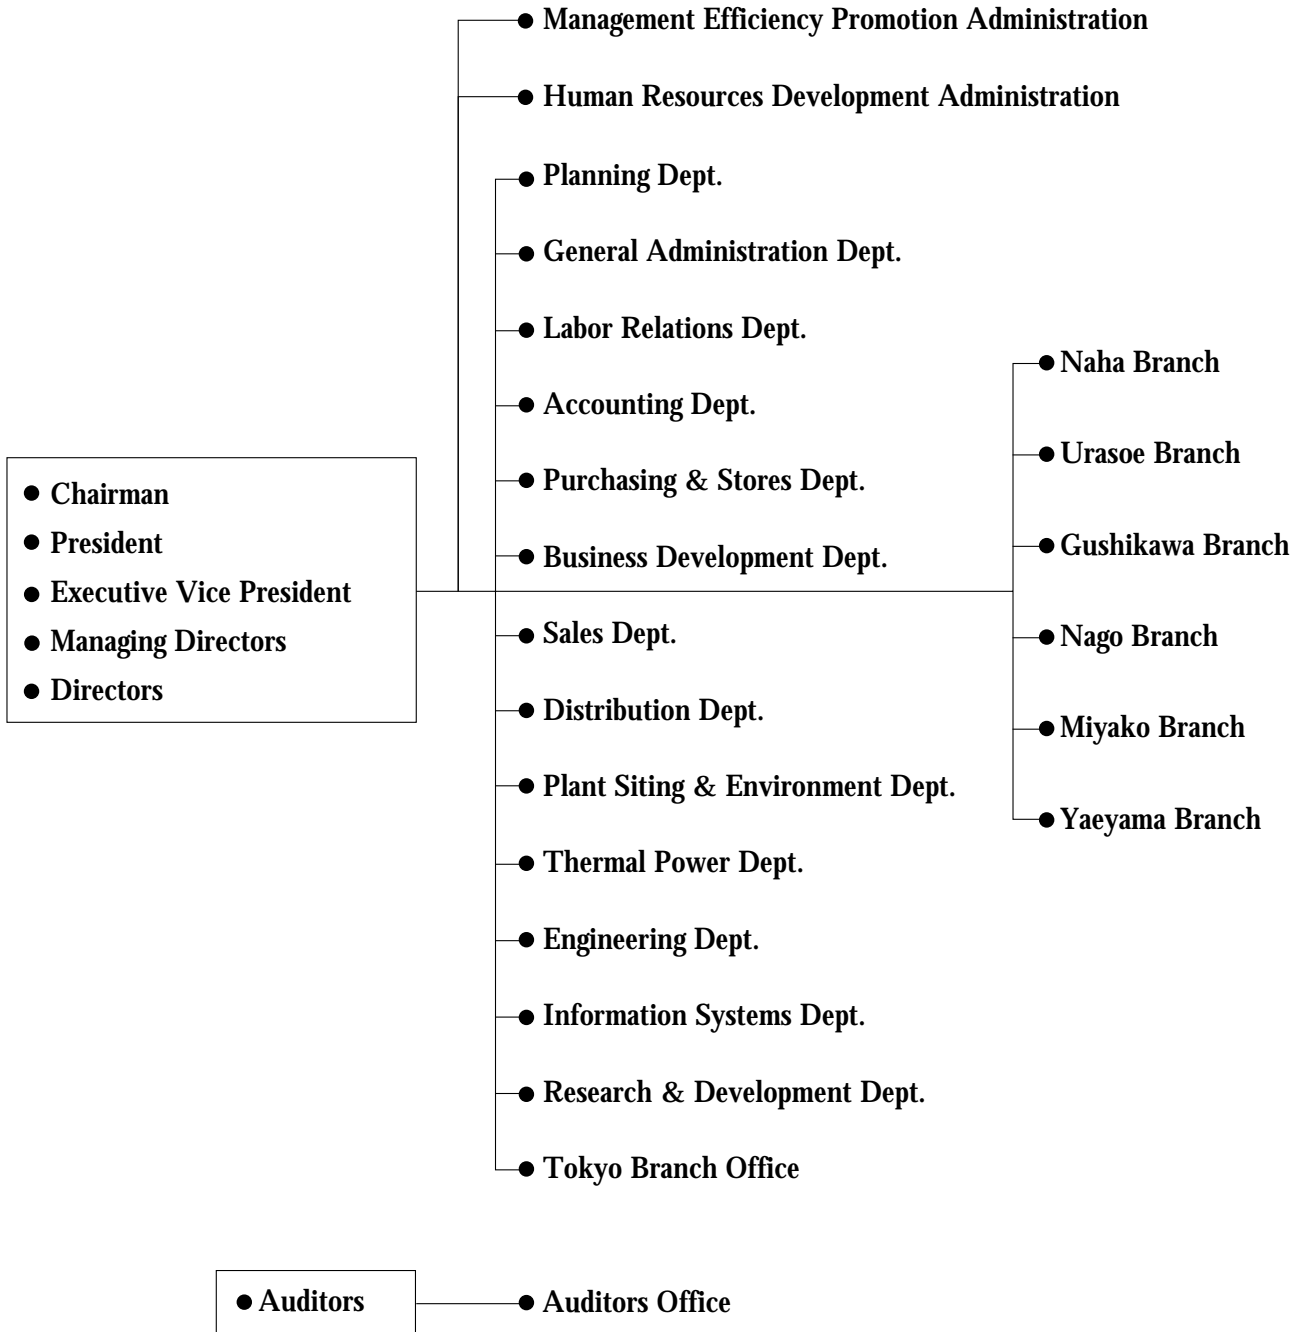 Management Efficiency Promotion Administration
Human Resources Development Administration
Planning Dept.
General Administration Dept.
Labor Relations Dept.
Accounting Dept.
Purchasing & Stores Dept.
Business Development Dept.
Sales Dept.
Distribution Dept.
Plant Siting & Environment Dept.
Thermal Power Dept.
Engineering Dept.
Information Systems Dept.
Research & Development Dept.
Tokyo Branch Office
Naha Branch
Urasoe Branch
Gushikawa Branch
Nago Branch
Miyako Branch
Yaeyama Branch
Chairman
President
Executive Vice President
Managing Directors
Directors
Auditors
Auditors Office